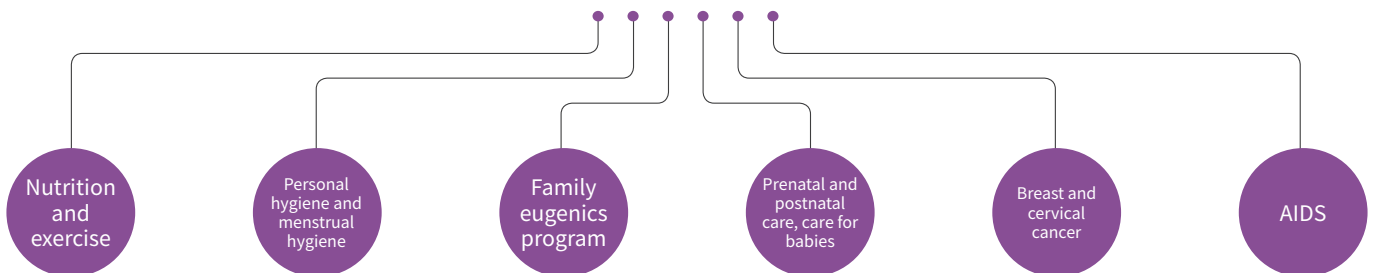 Nutrition
and
exercise
Personal
hygiene and
menstrual
hygiene
Family
eugenics
program
Prenatal and
postnatal
care, care for
babies
Breast and
cervical
cancer
AIDS